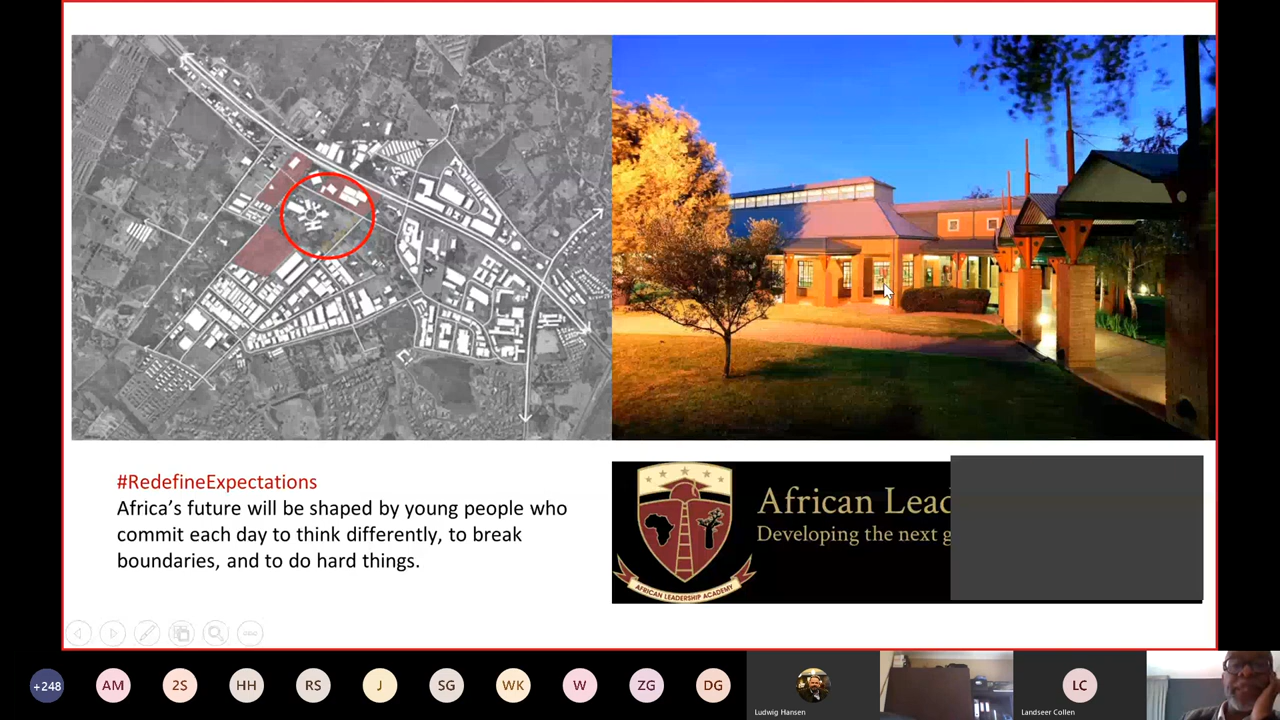 #RedefineExpectations
Africa's future will be shaped by young people who
commit each day to think differently, to break
boundaries, and to do hard things.
African Lead
Developing the next g
AFRICAN LEADERSHIP ACADEMY
+248
AM
2S
HH
RS
J
SG
WK
W
ZG
DG
Ludwig Hansen
LC
Landseer Collen